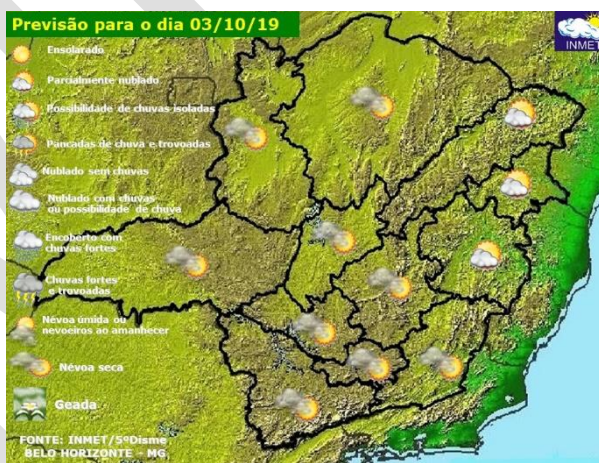 Previsão para o dia 03/10/19
INMET
Ensolarado
Parcialmente nublado
Possibilidade de chuvas isoladas
Pancadas de chuva e trovoadas
Nublado sem chuvas
Nublado com chuvas
ou possibilidade de chuva
Encoberto com
chuvas fortes
Chuvas fortes
e trovoadas
Névoa úmida ou
nevoeiros ao amanhecer
Névoa seca
Geada
FONTE: INMET/5ºDisme
BELO HORIZONTE - MG